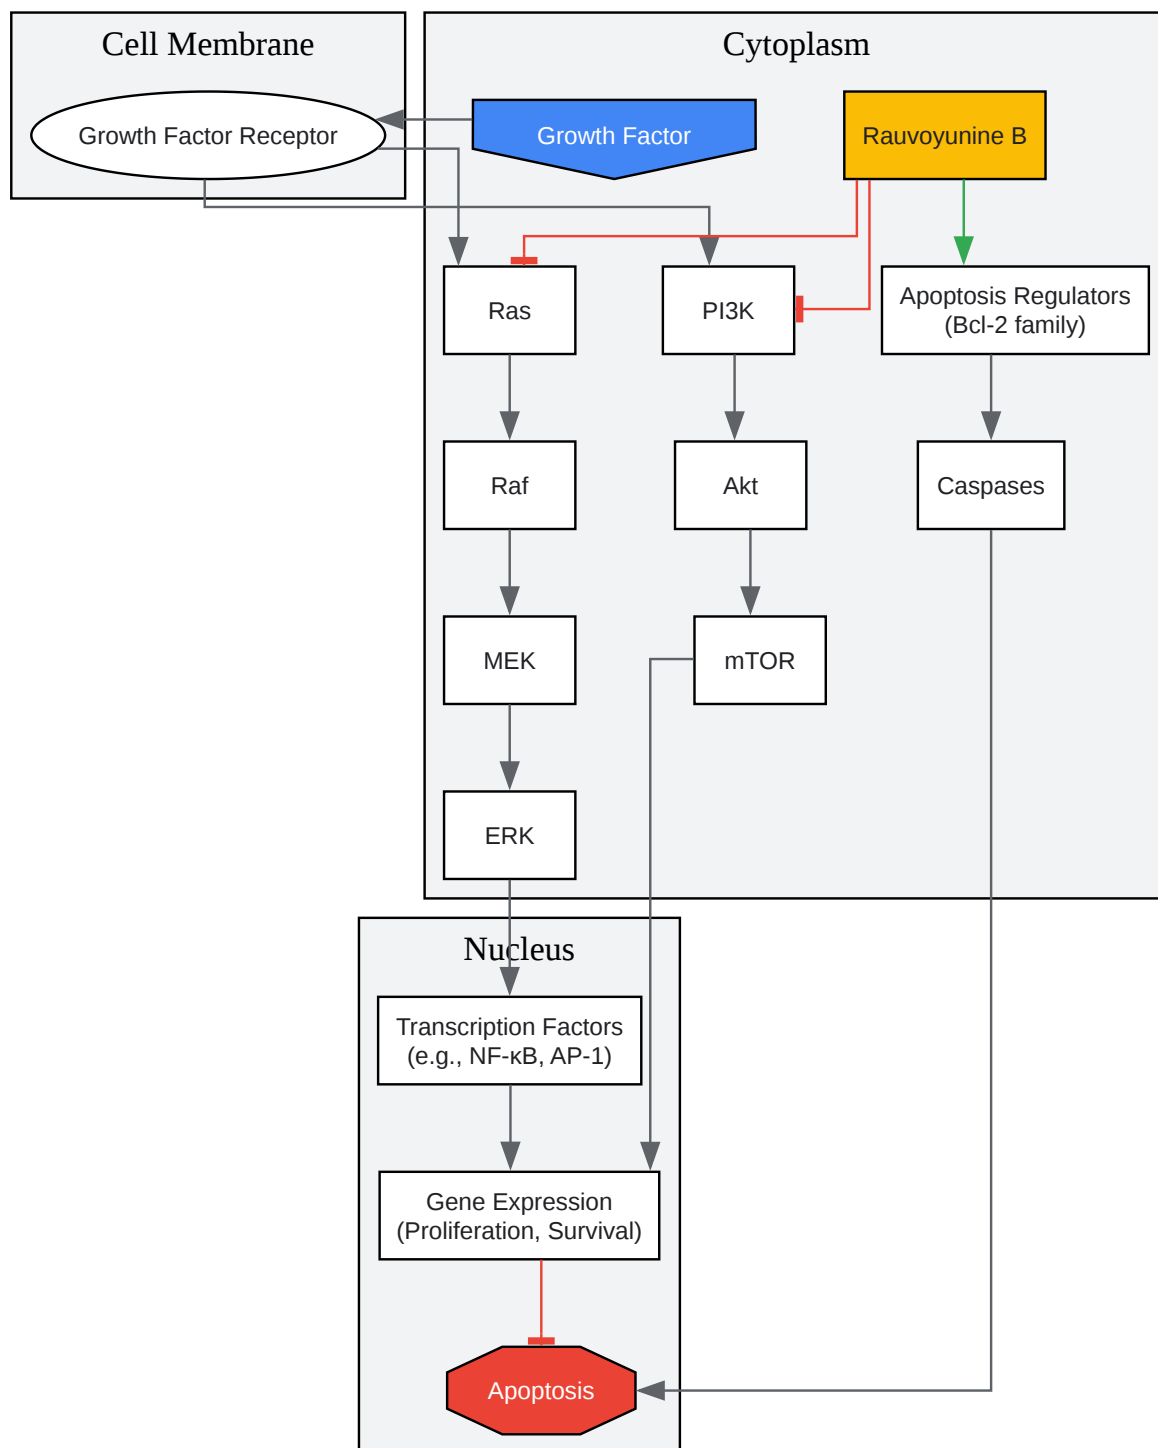 Cell Membrane
Cytoplasm
Growth Factor Receptor
Growth Factor
Rauvoyunine B
Ras
PI3K
Apoptosis Regulators
(Bcl-2 family)
Raf
Akt
Caspases
MEK
mTOR
ERK
Nucleus
Transcription Factors
(e.g., NF-κB, AP-1)
Gene Expression
(Proliferation, Survival)
Apoptosis